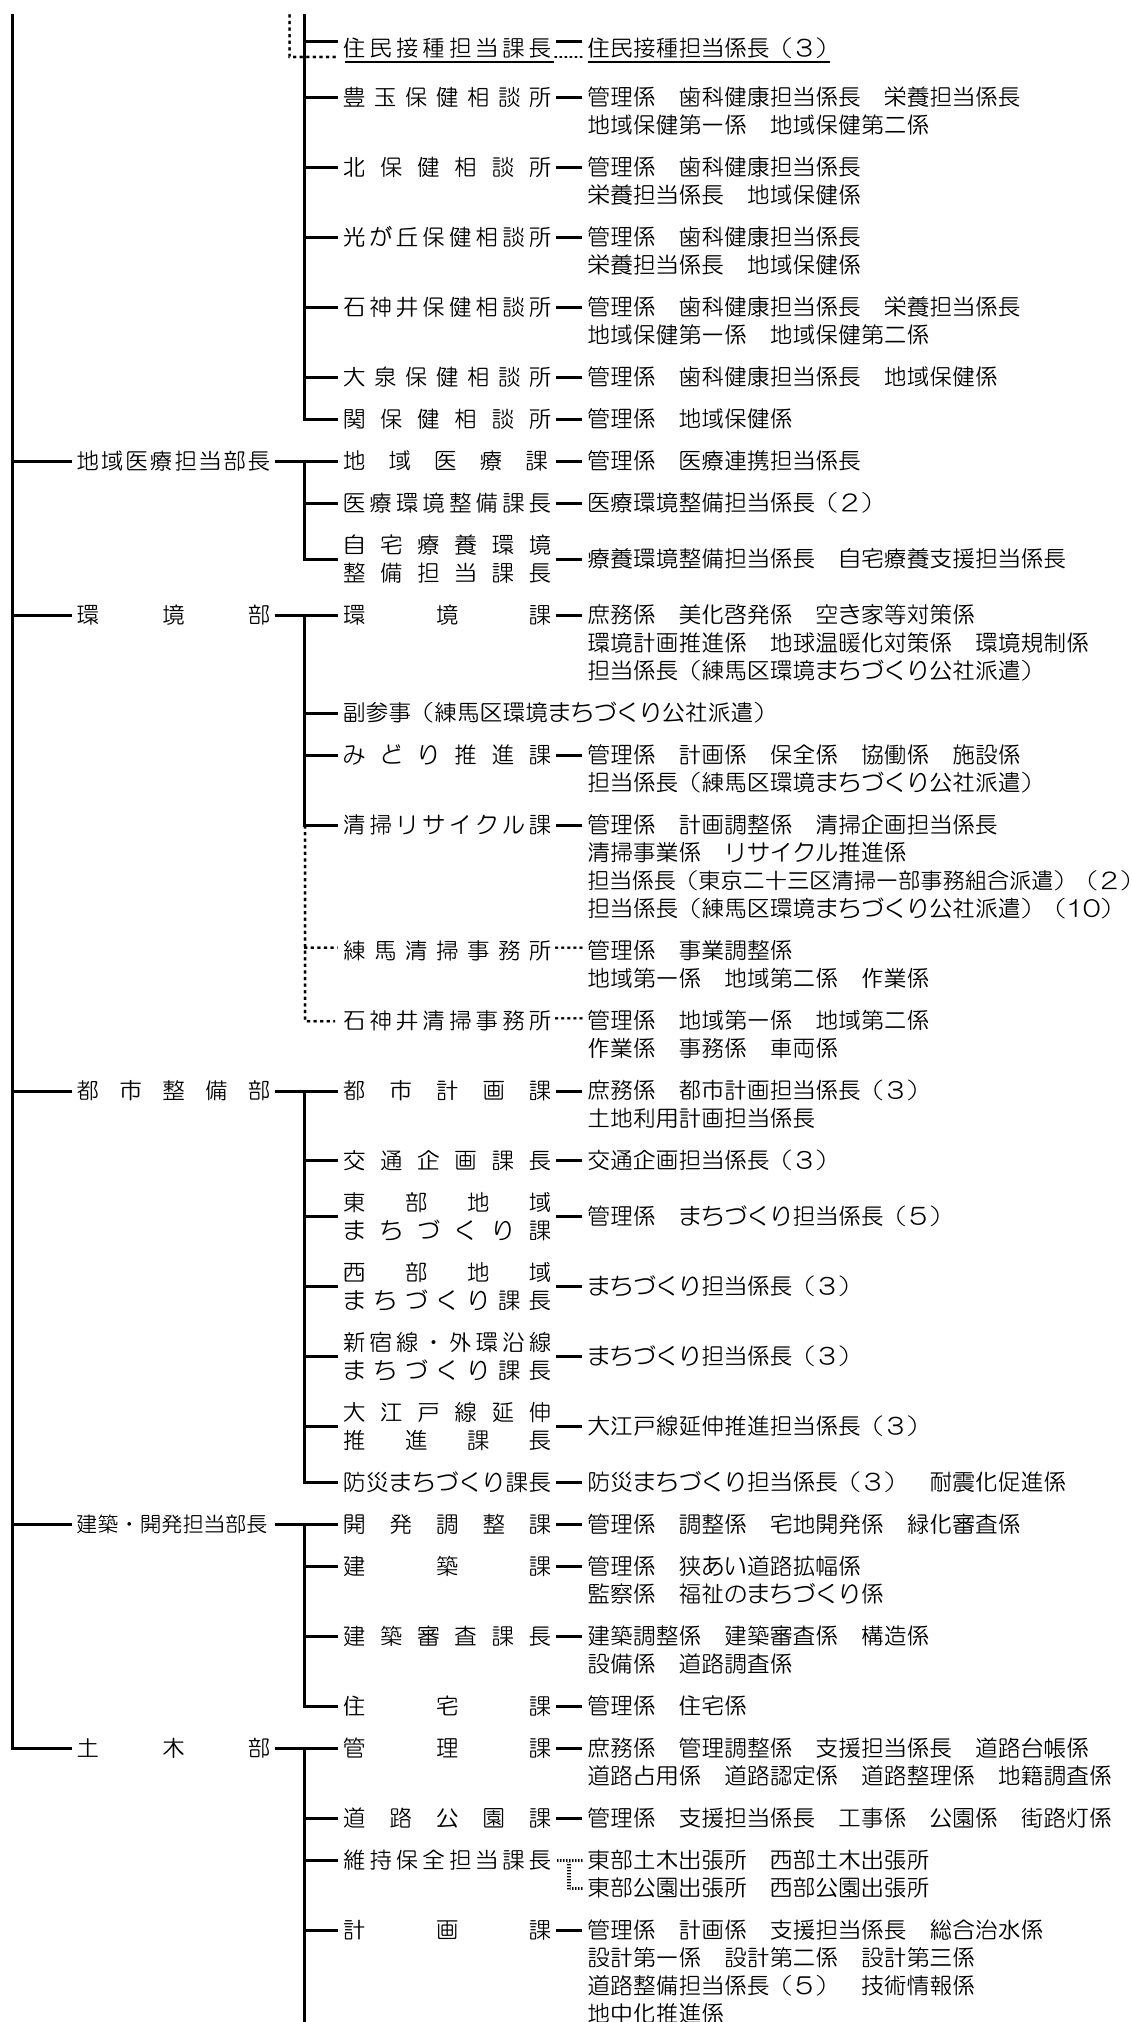 住民接種担当課長 住民接種担当係長（３）
豊玉保健相談所 管理係　歯科健康担当係長　栄養担当係長
地域保健第一係　地域保健第二係
北保健相談所 管理係　歯科健康担当係長
栄養担当係長　地域保健係
光が丘保健相談所 管理係　歯科健康担当係長
栄養担当係長　地域保健係
石神井保健相談所 管理係　歯科健康担当係長　栄養担当係長
地域保健第一係　地域保健第二係
大泉保健相談所 管理係　歯科健康担当係長　地域保健係
関保健相談所 管理係　地域保健係
地域医療担当部長 地域医療課 管理係　医療連携担当係長
医療環境整備課長 医療環境整備担当係長（２）
自宅療養環境
整備担当課長 療養環境整備担当係長　自宅療養支援担当係長
環境部 環境課 庶務係　美化啓発係　空き家等対策係
環境計画推進係　地球温暖化対策係　環境規制係
担当係長（練馬区環境まちづくり公社派遣）
副参事（練馬区環境まちづくり公社派遣）
みどり推進課 管理係　計画係　保全係　協働係　施設係
担当係長（練馬区環境まちづくり公社派遣）
清掃リサイクル課 管理係　計画調整係　清掃企画担当係長
清掃事業係　リサイクル推進係
担当係長（東京二十三区清掃一部事務組合派遣）（２）
担当係長（練馬区環境まちづくり公社派遣）（10）
練馬清掃事務所 管理係　事業調整係
地域第一係　地域第二係　作業係
石神井清掃事務所 管理係　地域第一係　地域第二係
作業係　事務係　車両係
都市整備部 都市計画課 庶務係　都市計画担当係長（３）
土地利用計画担当係長
交通企画課長 交通企画担当係長（３）
東部地域
まちづくり課 管理係　まちづくり担当係長（５）
西部地域
まちづくり課長 まちづくり担当係長（３）
新宿線・外環沿線
まちづくり課長 まちづくり担当係長（３）
大江戸線延伸
推進課長 大江戸線延伸推進担当係長（３）
防災まちづくり課長 防災まちづくり担当係長（３）　耐震化促進係
建築・開発担当部長 開発調整課 管理係　調整係　宅地開発係　緑化審査係
建築課 管理係　狭あい道路拡幅係
監察係　福祉のまちづくり係
建築審査課長 建築調整係　建築審査係　構造係
設備係　道路調査係
住宅課 管理係　住宅係
土木部 管理課 庶務係　管理調整係　支援担当係長　道路台帳係
道路占用係　道路認定係　道路整理係　地籍調査係
道路公園課 管理係　支援担当係長　工事係　公園係　街路灯係
維持保全担当課長 東部土木出張所　西部土木出張所
東部公園出張所　西部公園出張所
計画課 管理係　計画係　支援担当係長　総合治水係
設計第一係　設計第二係　設計第三係
道路整備担当係長（５）　技術情報係
地中化推進係